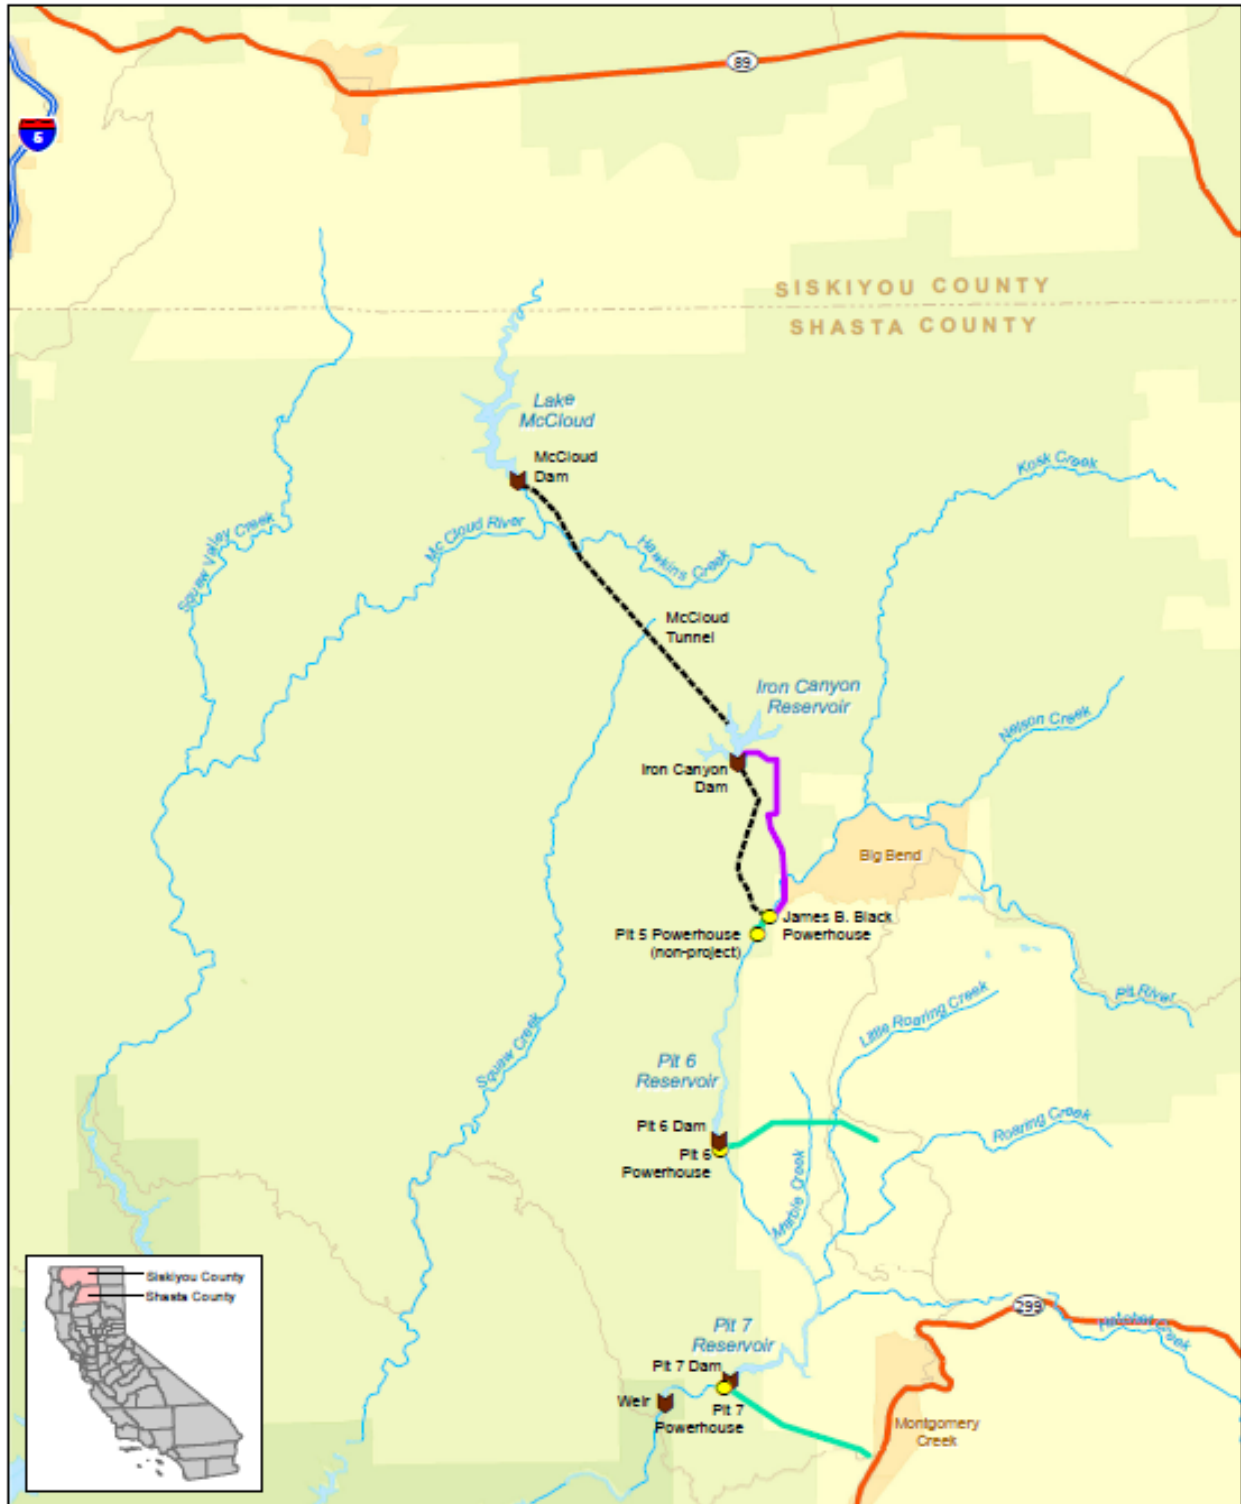 89
5
SISKIYOU COUNTY
SHASTA COUNTY
Lake
McCloud
McCloud
Dam
Kosk Creek
Squaw Valley Creek
Mc Cloud River
Hawkins Creek
McCloud
Tunnel
Iron Canyon
Reservoir
Nelson Creek
Iron Canyon
Dam
Big Bend
James B. Black
Powerhouse
Pit 5 Powerhouse
(non-project)
Pit River
Little Roaring Creek
Squaw Creek
Pit 6
Reservoir
Roaring Creek
Pit 6 Dam
Pit 6
Powerhouse
Marble Creek
Siskiyou County
Shasta County
299
Hatchet Creek
Pit 7
Reservoir
Pit 7 Dam
Weir
Pit 7
Powerhouse
Montgomery
Creek